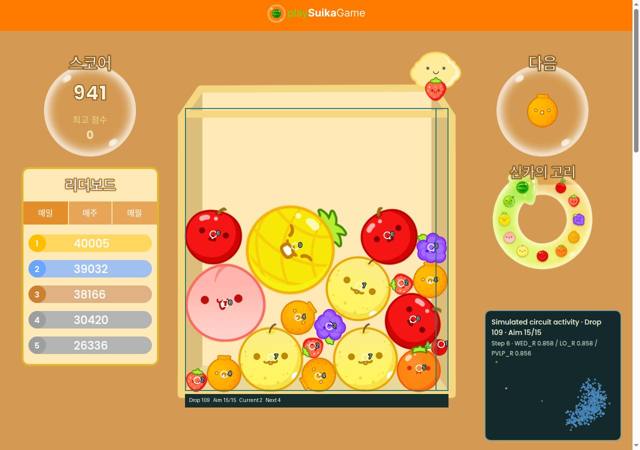 playSuikaGame
스코어
941
최고 점수
0
다음
싱카의 고리
리더보드
매일 매주 매월
1 40005
2 39032
3 38166
4 30420
5 26336
Simulated circuit activity · Drop
109 · Aim 15/15
Step 6 · WED_R 0.858 / LO_R 0.858 /
PVLP_R 0.856
Drop 109 Aim 15/15 Current 2 Next 4